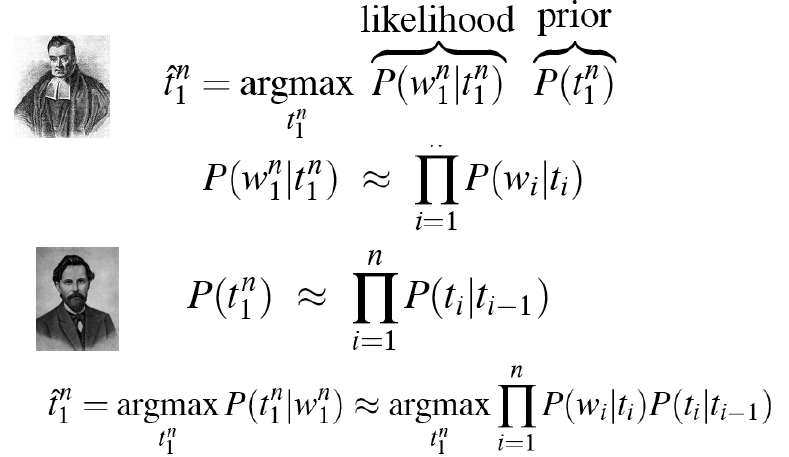 likelihood prior
t̂₁ⁿ = argmax P(w₁ⁿ|t₁ⁿ) P(t₁ⁿ)
t₁ⁿ
P(w₁ⁿ|t₁ⁿ) ≈ ∏ P(wᵢ|tᵢ)
i=1
n
P(t₁ⁿ) ≈ ∏ P(tᵢ|tᵢ₋₁)
i=1
n
t̂₁ⁿ = argmax P(t₁ⁿ|w₁ⁿ) ≈ argmax ∏ P(wᵢ|tᵢ)P(tᵢ|tᵢ₋₁)
t₁ⁿ t₁ⁿ i=1